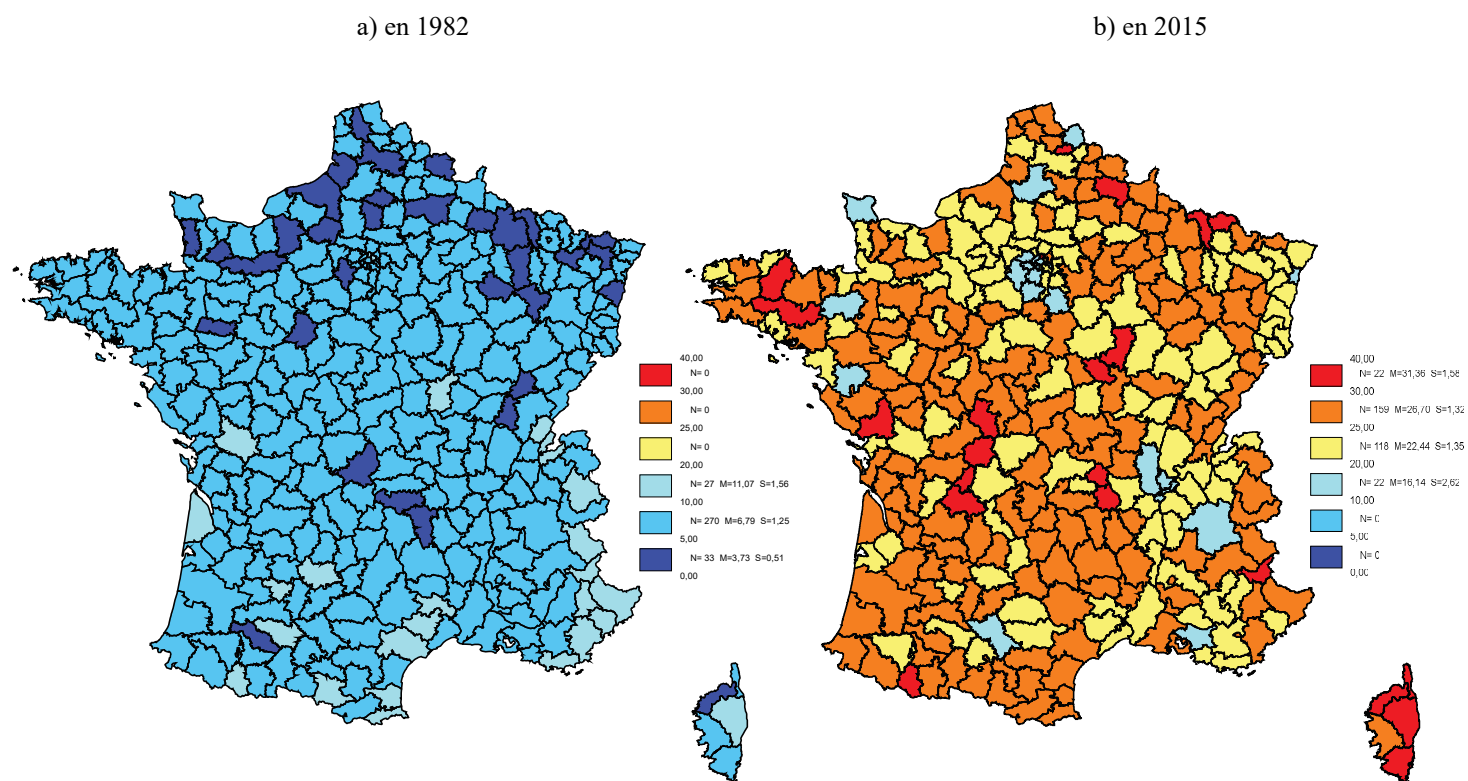 a) en 1982
b) en 2015
40,00
N= 0
30,00
N= 0
25,00
N= 0
20,00
N= 27 M=11,07 S=1,56
10,00
N= 270 M=6,79 S=1,25
5,00
N= 33 M=3,73 S=0,51
0,00
40,00
N= 22 M=31,36 S=1,58
30,00
N= 159 M=26,70 S=1,32
25,00
N= 118 M=22,44 S=1,35
20,00
N= 22 M=16,14 S=2,62
10,00
N= 0
5,00
N= 0
0,00